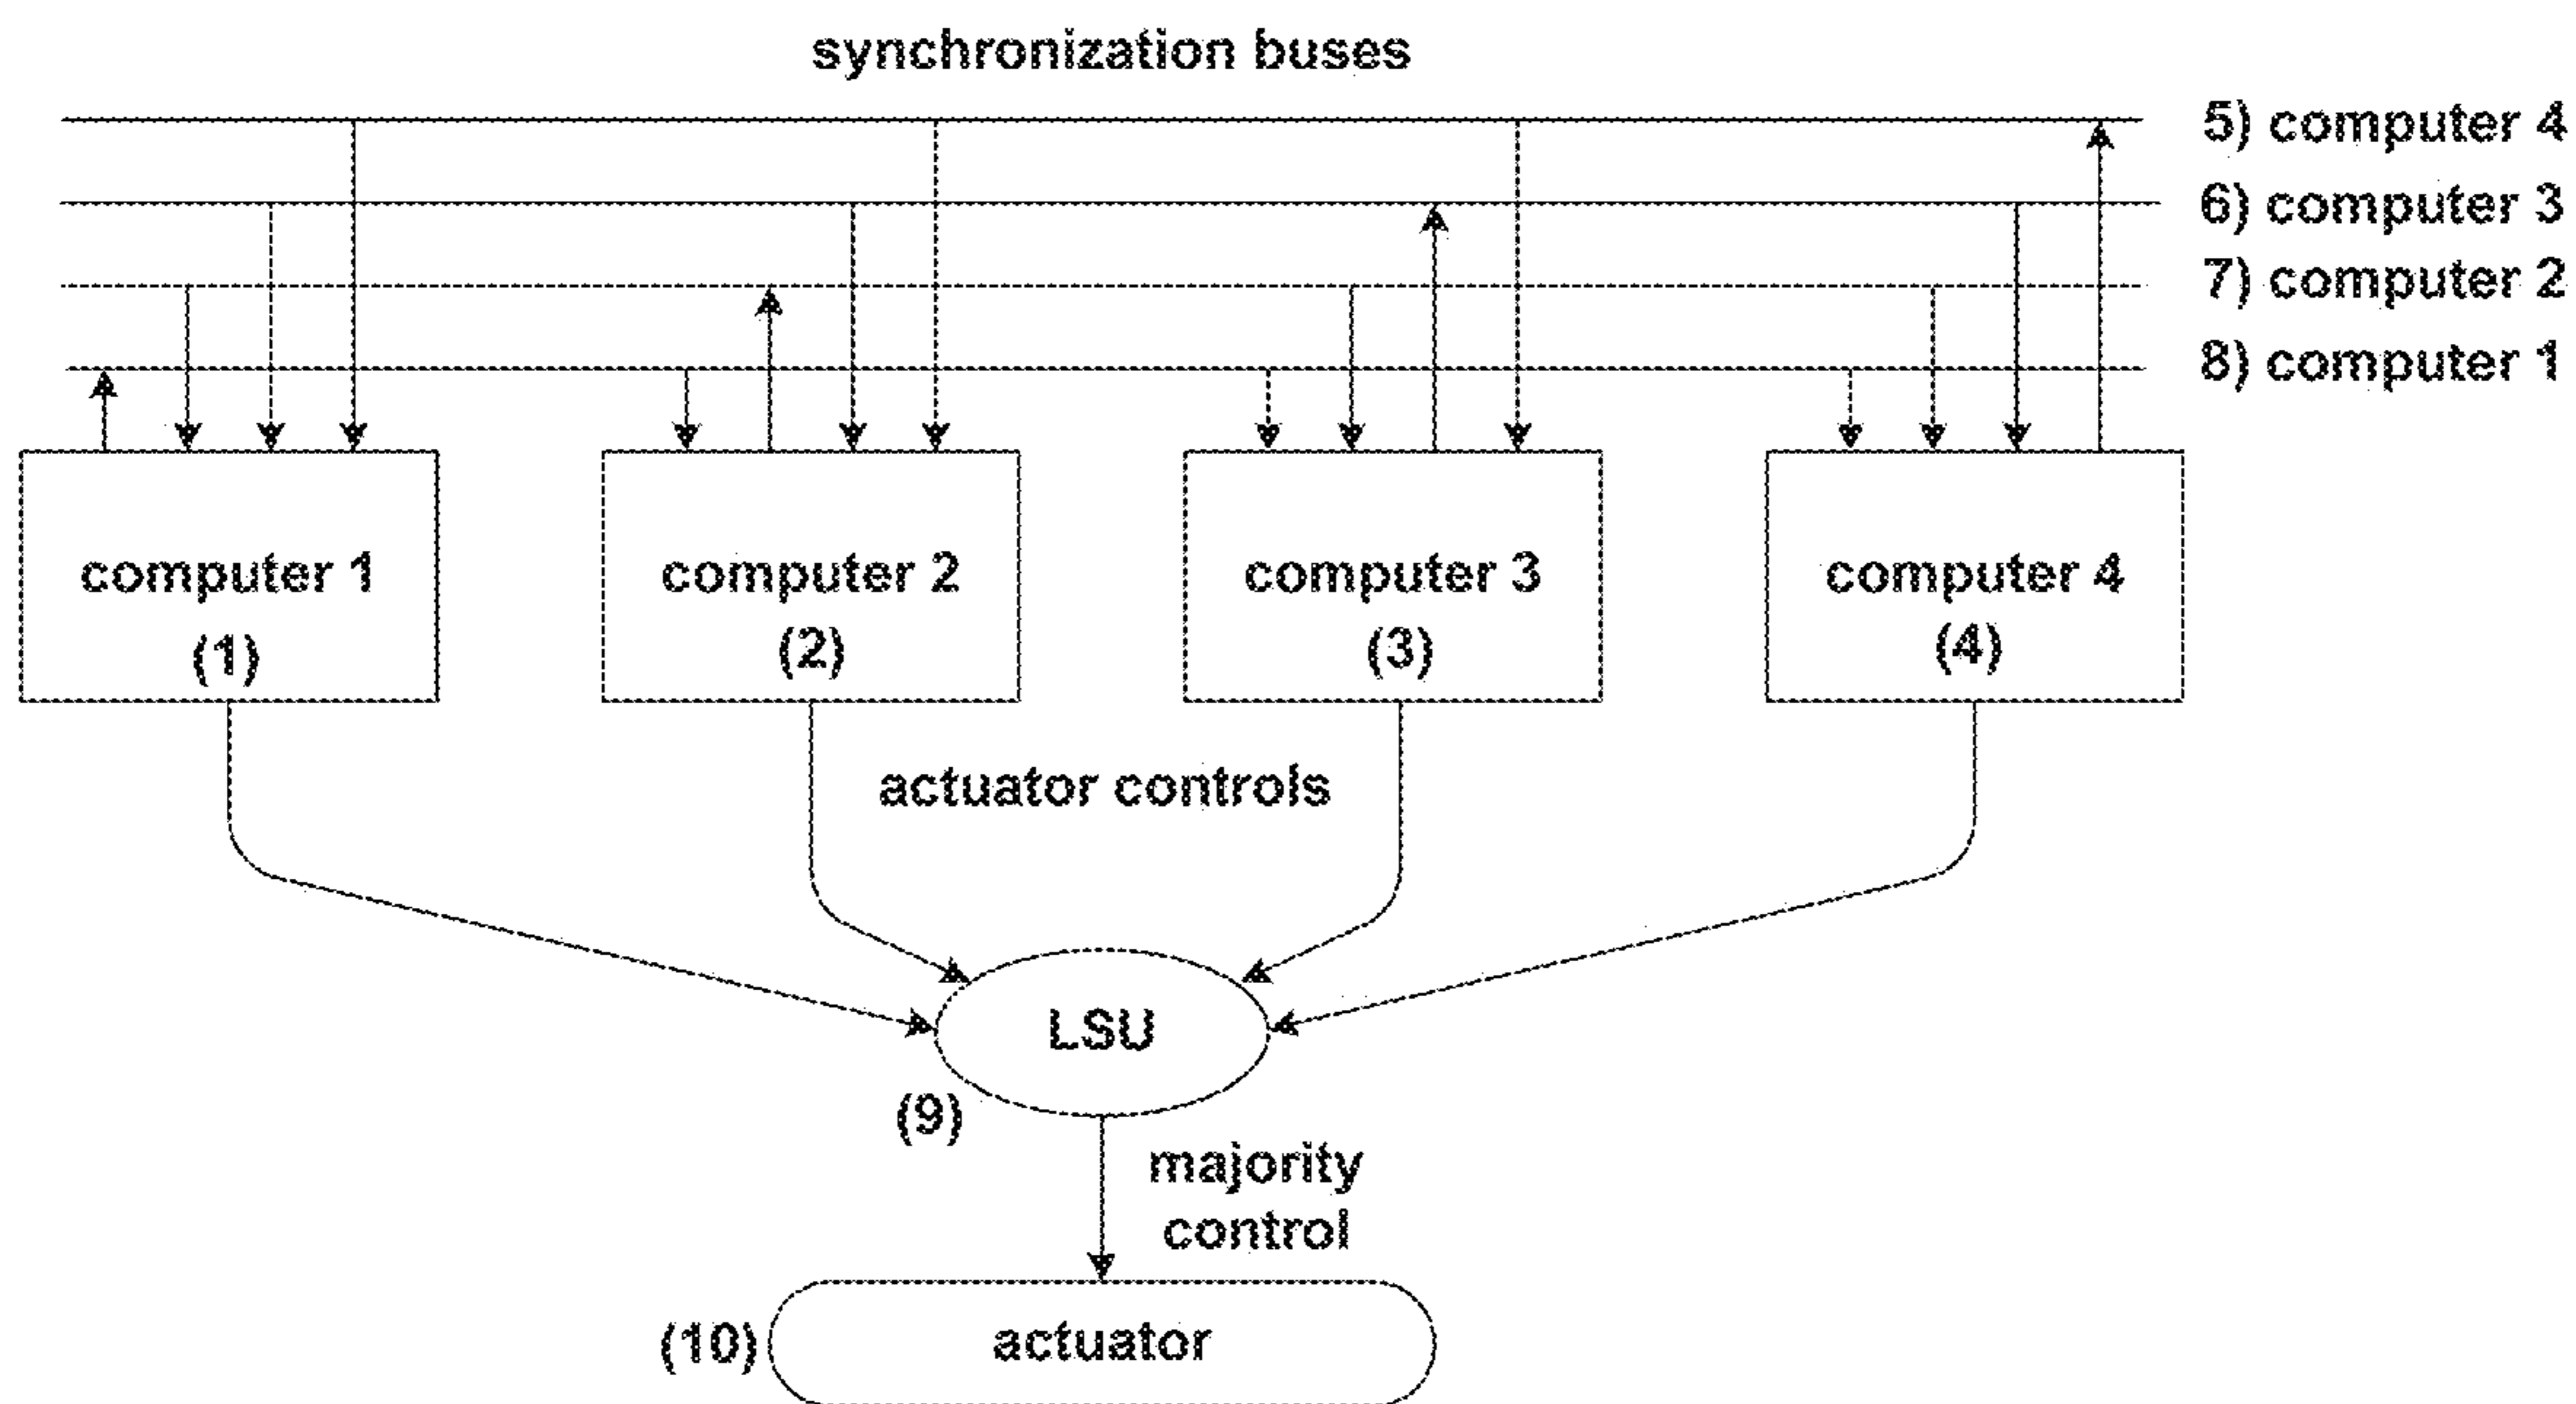 synchronization buses
5) computer 4
6) computer 3
7) computer 2
8) computer 1
computer 1
(1)
computer 2
(2)
computer 3
(3)
computer 4
(4)
actuator controls
LSU
(9)
majority
control
(10)
actuator